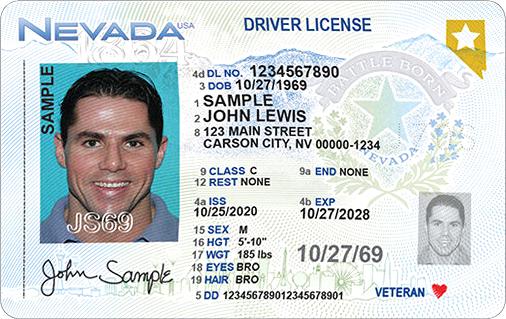 NEVADA USA DRIVER LICENSE
SAMPLE
4d DL NO. 1234567890
3 DOB 10/27/1969
1 SAMPLE
2 JOHN LEWIS
8 123 MAIN STREET
CARSON CITY, NV 00000-1234
9 CLASS C 9a END NONE
12 REST NONE
4a ISS 4b EXP
10/25/2020 10/27/2028
15 SEX M
16 HGT 5'-10"
17 WGT 185 lbs
18 EYES BRO
19 HAIR BRO
5 DD 12345678901234578901
10/27/69
VETERAN
JS69
John Sample
BATTLE BORN
NEVADA